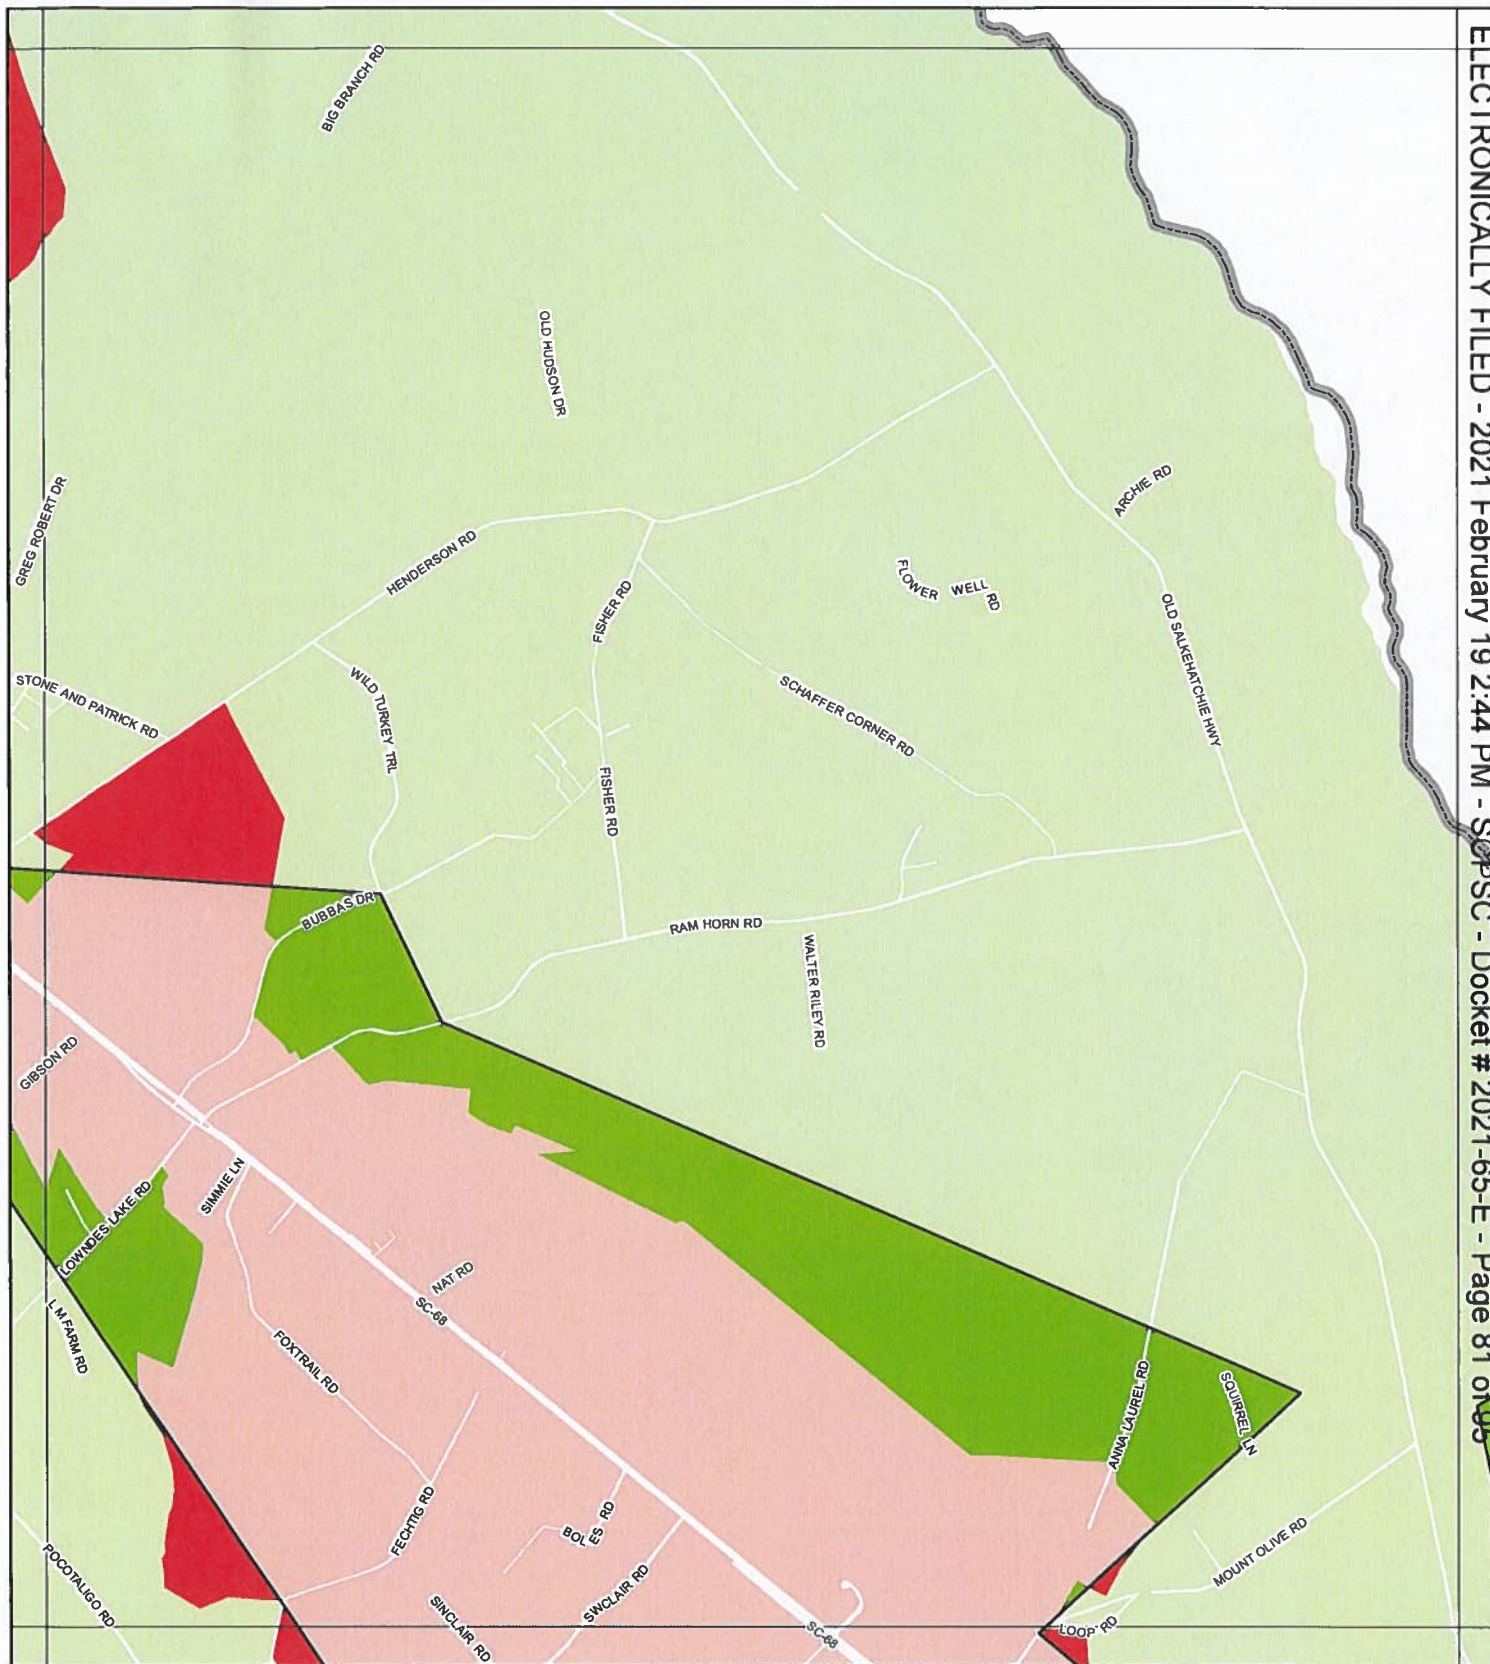 ELECTRONICALLY FILED - 2021 February 19 2:44 PM - SCPSC - Docket # 2021-65-E - Page 81 of 95
BIG BRANCH RD
OLD HUDSON DR
GREG ROBERT DR
ARCHIE RD
HENDERSON RD
FISHER RD
FLOWER WELL RD
OLD SALKEHATCHIE HWY
STONE AND PATRICK RD
WILD TURKEY TRL
SCHAFFER CORNER RD
FISHER RD
BUBBAS DR
RAM HORN RD
WALTER RILEY RD
GIBSON RD
SIMMIE LN
LOWNDES LAKE RD
NAT RD
SC-68
L M FARM RD
FOXTRAIL RD
ANNA LAUREL RD
SQUIRREL LN
FECHTIG RD
BOLES RD
MOUNT OLIVE RD
POCOTALIGO RD
SINCLAIR RD
SWCLAIR RD
SC-68
LOOP RD